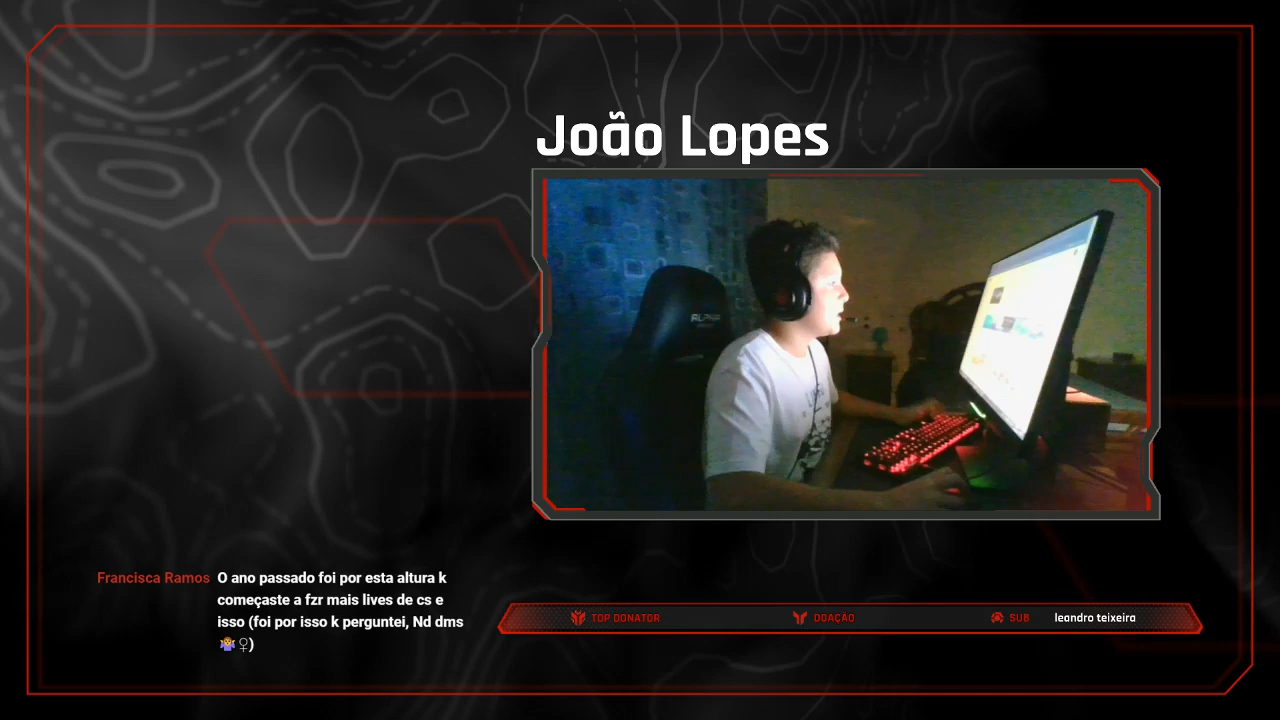 João Lopes
ALPHA
Francisca Ramos O ano passado foi por esta altura k
começaste a fzr mais lives de cs e
isso (foi por isso k perguntei, Nd dms
🤷‍♀)
TOP DONATOR DOAÇÃO SUB leandro teixeira